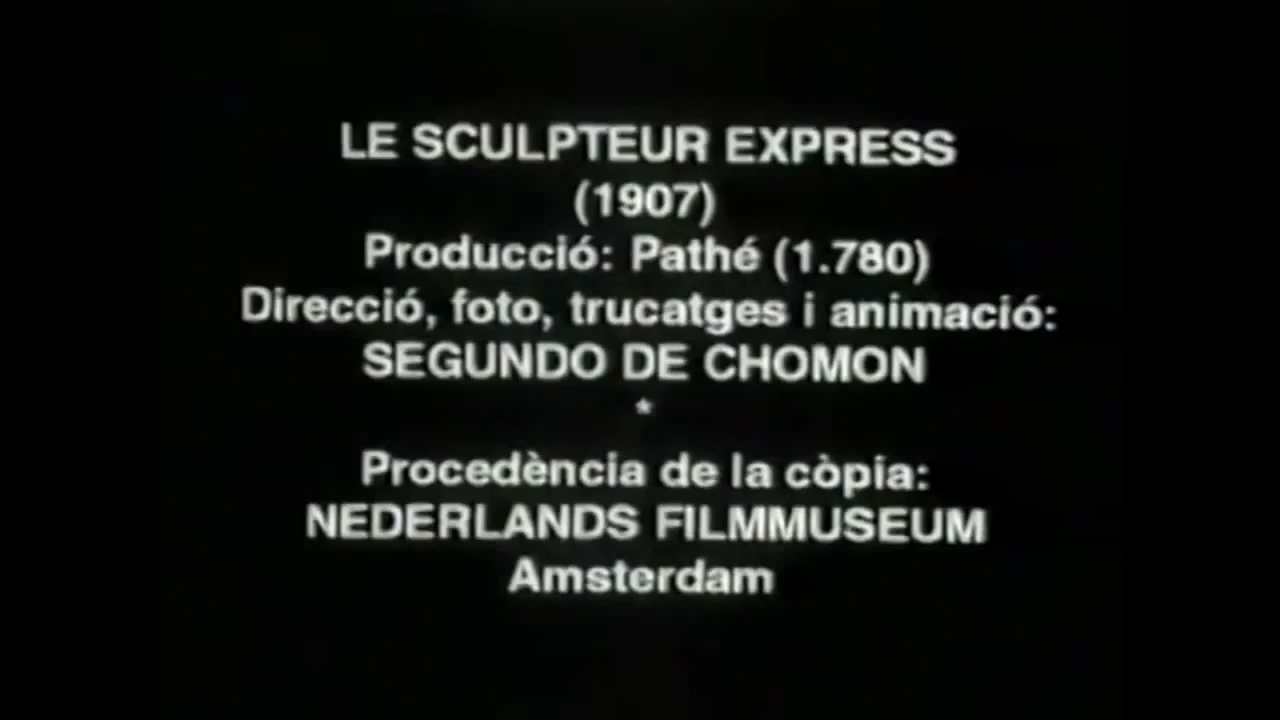 LE SCULPTEUR EXPRESS
(1907)
Producció: Pathé (1.780)
Direcció, foto, trucatges i animació:
SEGUNDO DE CHOMON
*
Procedència de la còpia:
NEDERLANDS FILMMUSEUM
Amsterdam